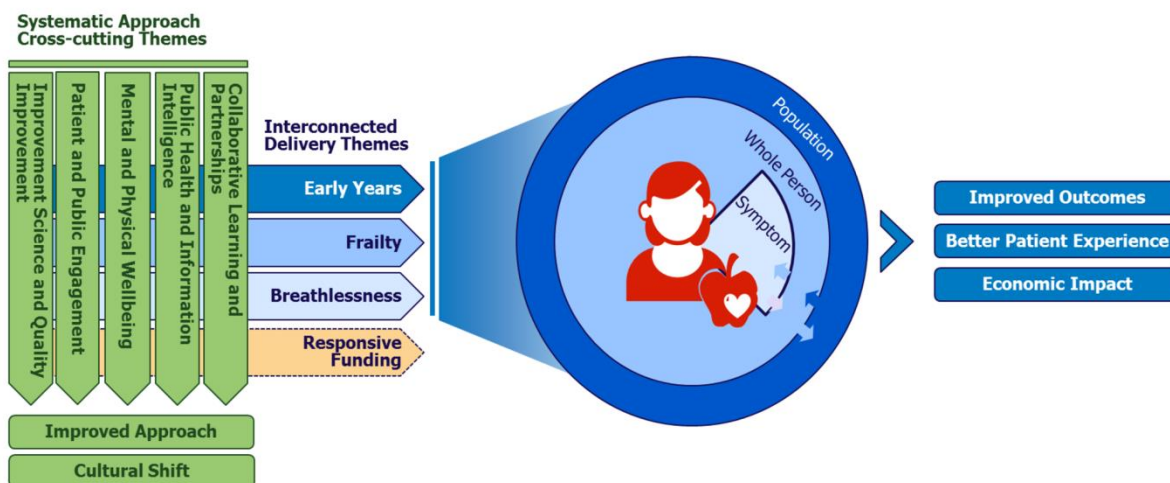 Systematic Approach
Cross-cutting Themes
Improvement Science and Quality
Improvement
Patient and Public Engagement
Mental and Physical Wellbeing
Public Health and Information
Intelligence
Collaborative Learning and
Partnerships
Interconnected
Delivery Themes
Early Years
Frailty
Breathlessness
Responsive
Funding
Improved Approach
Cultural Shift
Population
Whole Person
Symptom
Improved Outcomes
Better Patient Experience
Economic Impact